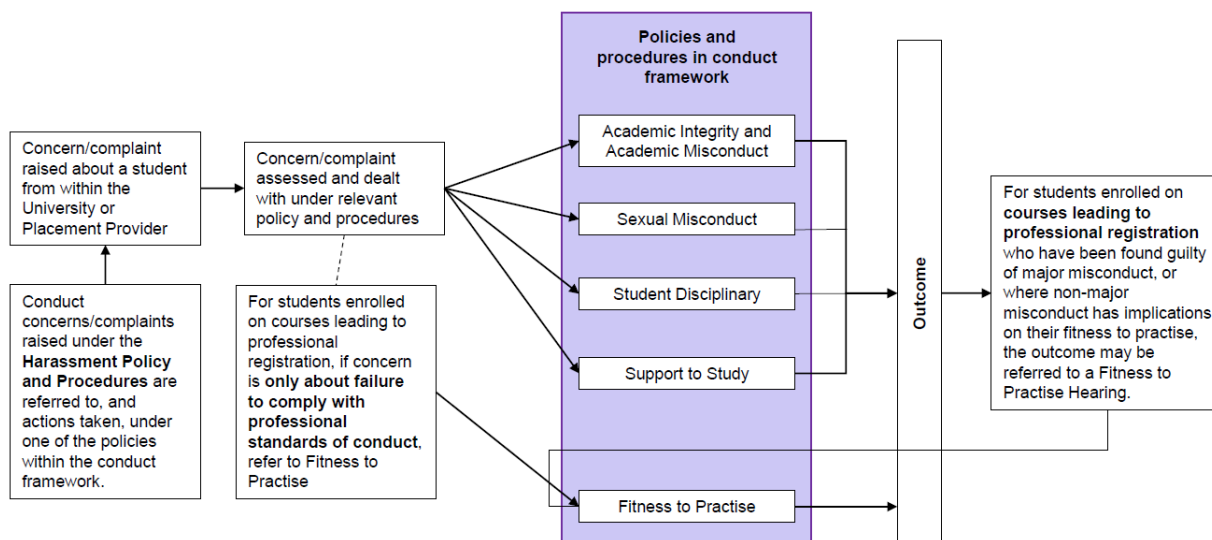 Policies and
procedures in conduct
framework
Concern/complaint
raised about a student
from within the
University or
Placement Provider
Concern/complaint
assessed and dealt
with under relevant
policy and procedures
Academic Integrity and
Academic Misconduct
Sexual Misconduct
Student Disciplinary
Support to Study
Fitness to Practise
Conduct
concerns/complaints
raised under the
Harassment Policy
and Procedures are
referred to, and
actions taken, under
one of the policies
within the conduct
framework.
For students enrolled
on courses leading to
professional
registration, if concern
is only about failure
to comply with
professional
standards of conduct,
refer to Fitness to
Practise
Outcome
For students enrolled on
courses leading to
professional registration
who have been found guilty
of major misconduct, or
where non-major
misconduct has implications
on their fitness to practise,
the outcome may be
referred to a Fitness to
Practise Hearing.